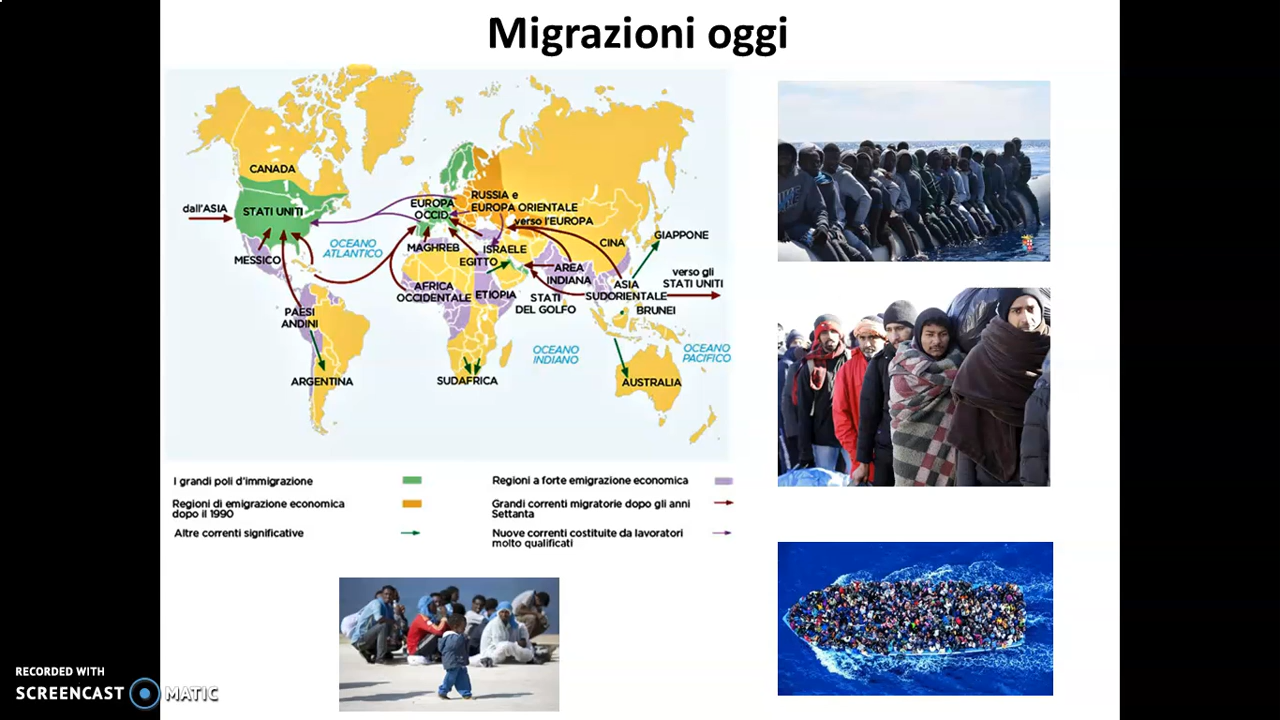 Migrazioni oggi
CANADA
dall'ASIA
STATI UNITI
MESSICO
OCEANO
ATLANTICO
PAESI
ANDINI
ARGENTINA
EUROPA
OCCID.
RUSSIA e
EUROPA ORIENTALE
verso l'EUROPA
MAGHREB
ISRAELE
EGITTO
CINA
GIAPPONE
AFRICA
OCCIDENTALE
ETIOPIA
AREA
INDIANA
STATI
DEL GOLFO
ASIA
SUDORIENTALE
verso gli
STATI UNITI
BRUNEI
OCEANO
INDIANO
OCEANO
PACIFICO
SUDAFRICA
AUSTRALIA
I grandi poli d'immigrazione
Regioni di emigrazione economica
dopo il 1990
Altre correnti significative
Regioni a forte emigrazione economica
Grandi correnti migratorie dopo gli anni
Settanta
Nuove correnti costituite da lavoratori
molto qualificati
RECORDED WITH
SCREENCAST MATIC